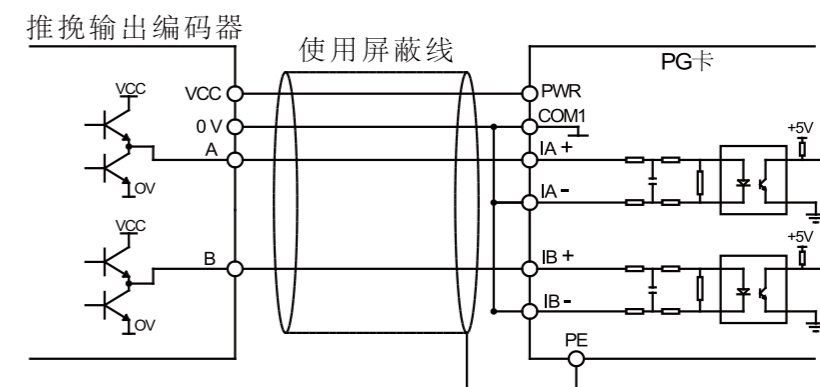 推挽输出编码器
使用屏蔽线
PG卡
VCC
VCC
PWR
0 V
COM1
+5V
A
IA +
OV
IA -
VCC
+5V
B
IB +
OV
IB -
PE